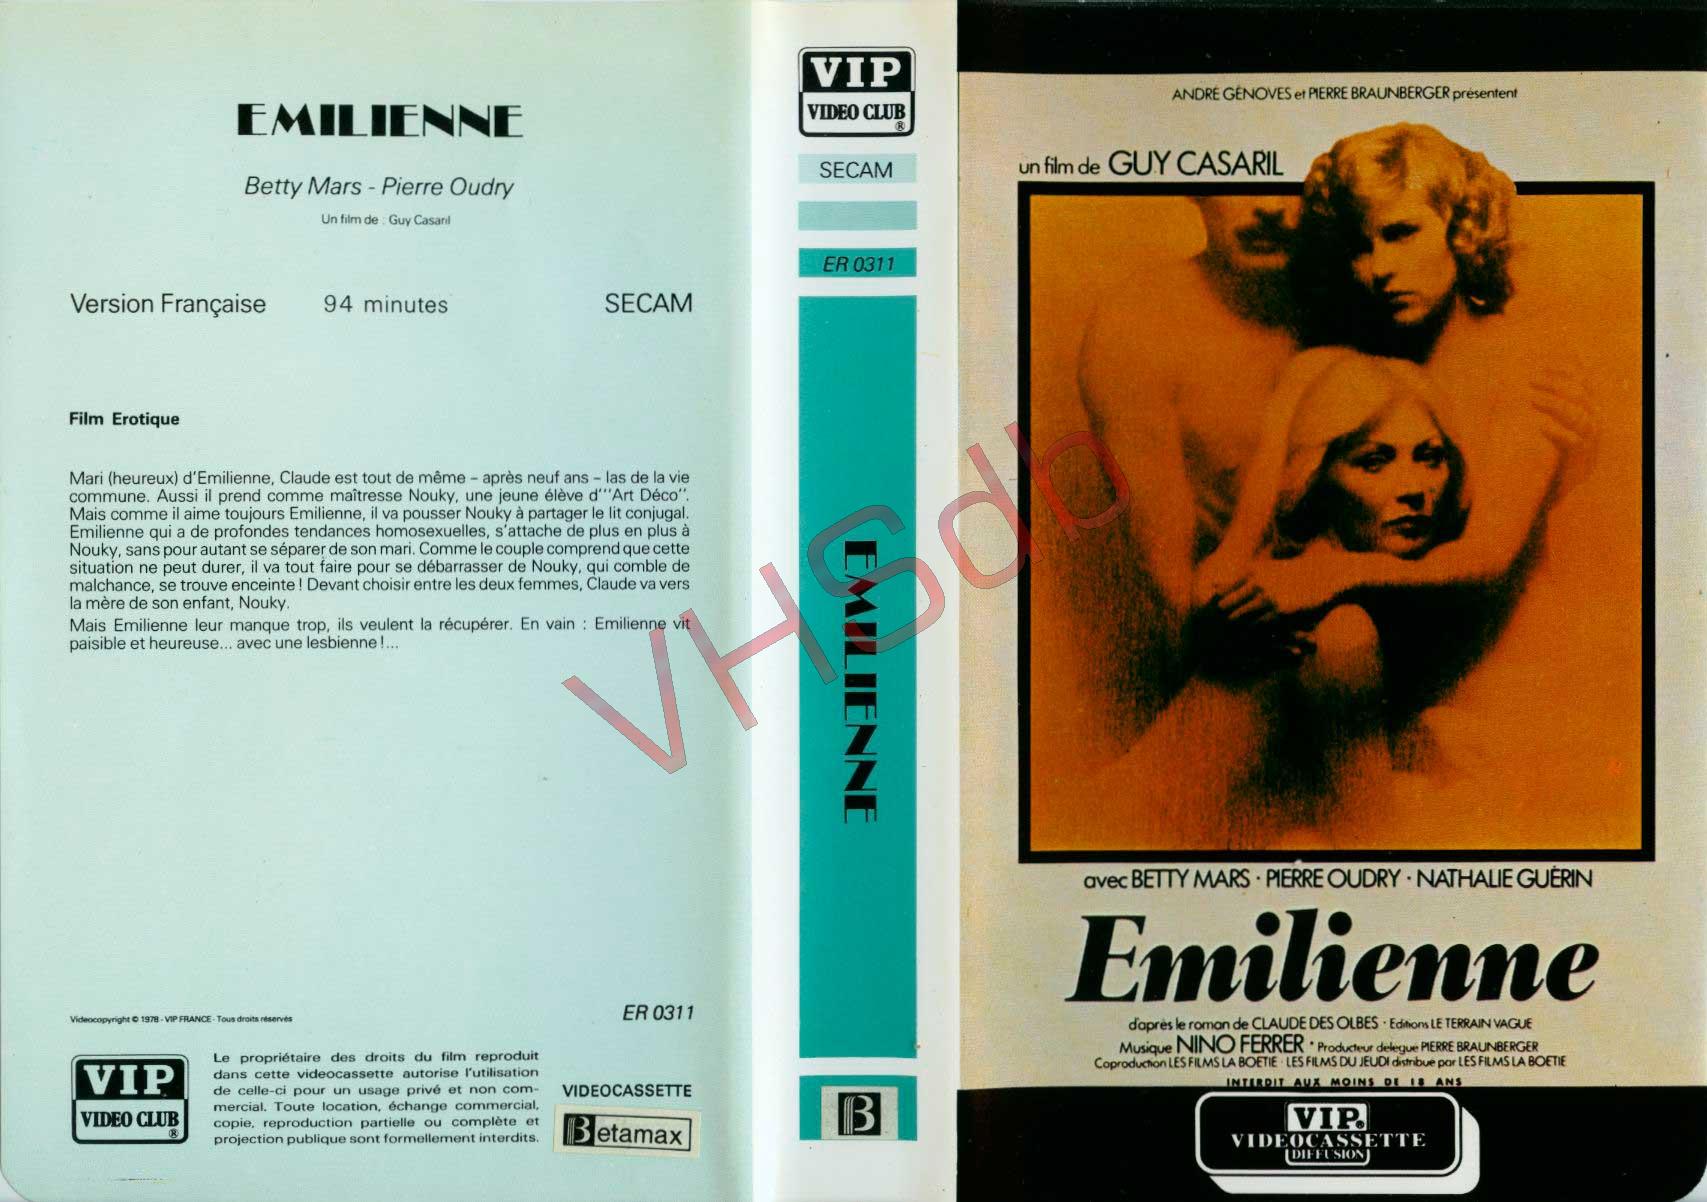 EMILIENNE
Betty Mars - Pierre Oudry
Un film de : Guy Casaril
Version Française 94 minutes SECAM
Film Erotique
Mari (heureux) d'Emilienne, Claude est tout de même – après neuf ans – las de la vie
commune. Aussi il prend comme maîtresse Nouky, une jeune élève d'"Art Déco".
Mais comme il aime toujours Emilienne, il va pousser Nouky à partager le lit conjugal.
Emilienne qui a de profondes tendances homosexuelles, s'attache de plus en plus à
Nouky, sans pour autant se séparer de son mari. Comme le couple comprend que cette
situation ne peut durer, il va tout faire pour se débarrasser de Nouky, qui comble de
malchance, se trouve enceinte ! Devant choisir entre les deux femmes, Claude va vers
la mère de son enfant, Nouky.
Mais Emilienne leur manque trop, ils veulent la récupérer. En vain : Emilienne vit
paisible et heureuse... avec une lesbienne !...
ER 0311
Videocopyright © 1978 - VIP FRANCE - Tous droits réservés
VIP
VIDEO CLUB
®
Le propriétaire des droits du film reproduit
dans cette videocassette autorise l'utilisation
de celle-ci pour un usage privé et non com-
mercial. Toute location, échange commercial,
copie, reproduction partielle ou complète et
projection publique sont formellement interdits.
VIDEOCASSETTE
Betamax
VIP
VIDEO CLUB
®
SECAM
ER 0311
EMILIENNE
B
VHSdb
ANDRÉ GÉNOVES et PIERRE BRAUNBERGER présentent
un film de GUY CASARIL
avec BETTY MARS · PIERRE OUDRY · NATHALIE GUÉRIN
Emilienne
d'après le roman de CLAUDE DES OLBES · Editions LE TERRAIN VAGUE
Musique NINO FERRER · Producteur délégué PIERRE BRAUNBERGER
Coproduction LES FILMS LA BOETIE · LES FILMS DU JEUDI distribué par LES FILMS LA BOETIE
INTERDIT AUX MOINS DE 18 ANS
VIP®
VIDEOCASSETTE
DIFFUSION